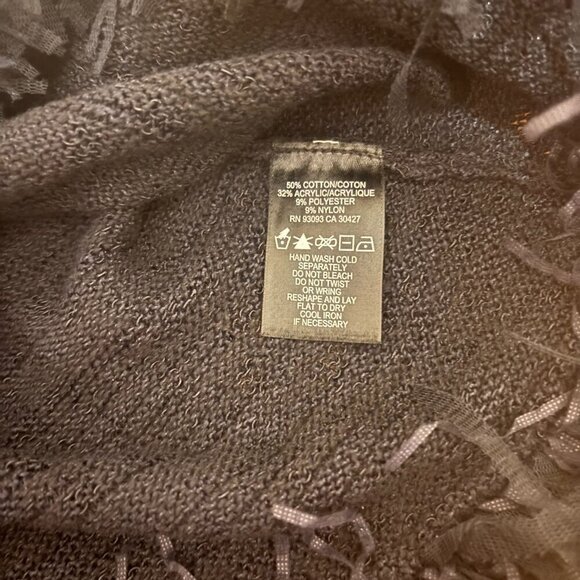 50% COTTON/COTON
32% ACRYLIC/ACRYLIQUE
9% POLYESTER
9% NYLON
RN 93093 CA 30427
HAND WASH COLD
SEPARATELY
DO NOT BLEACH
DO NOT TWIST
OR WRING
RESHAPE AND LAY
FLAT TO DRY
COOL IRON
IF NECESSARY